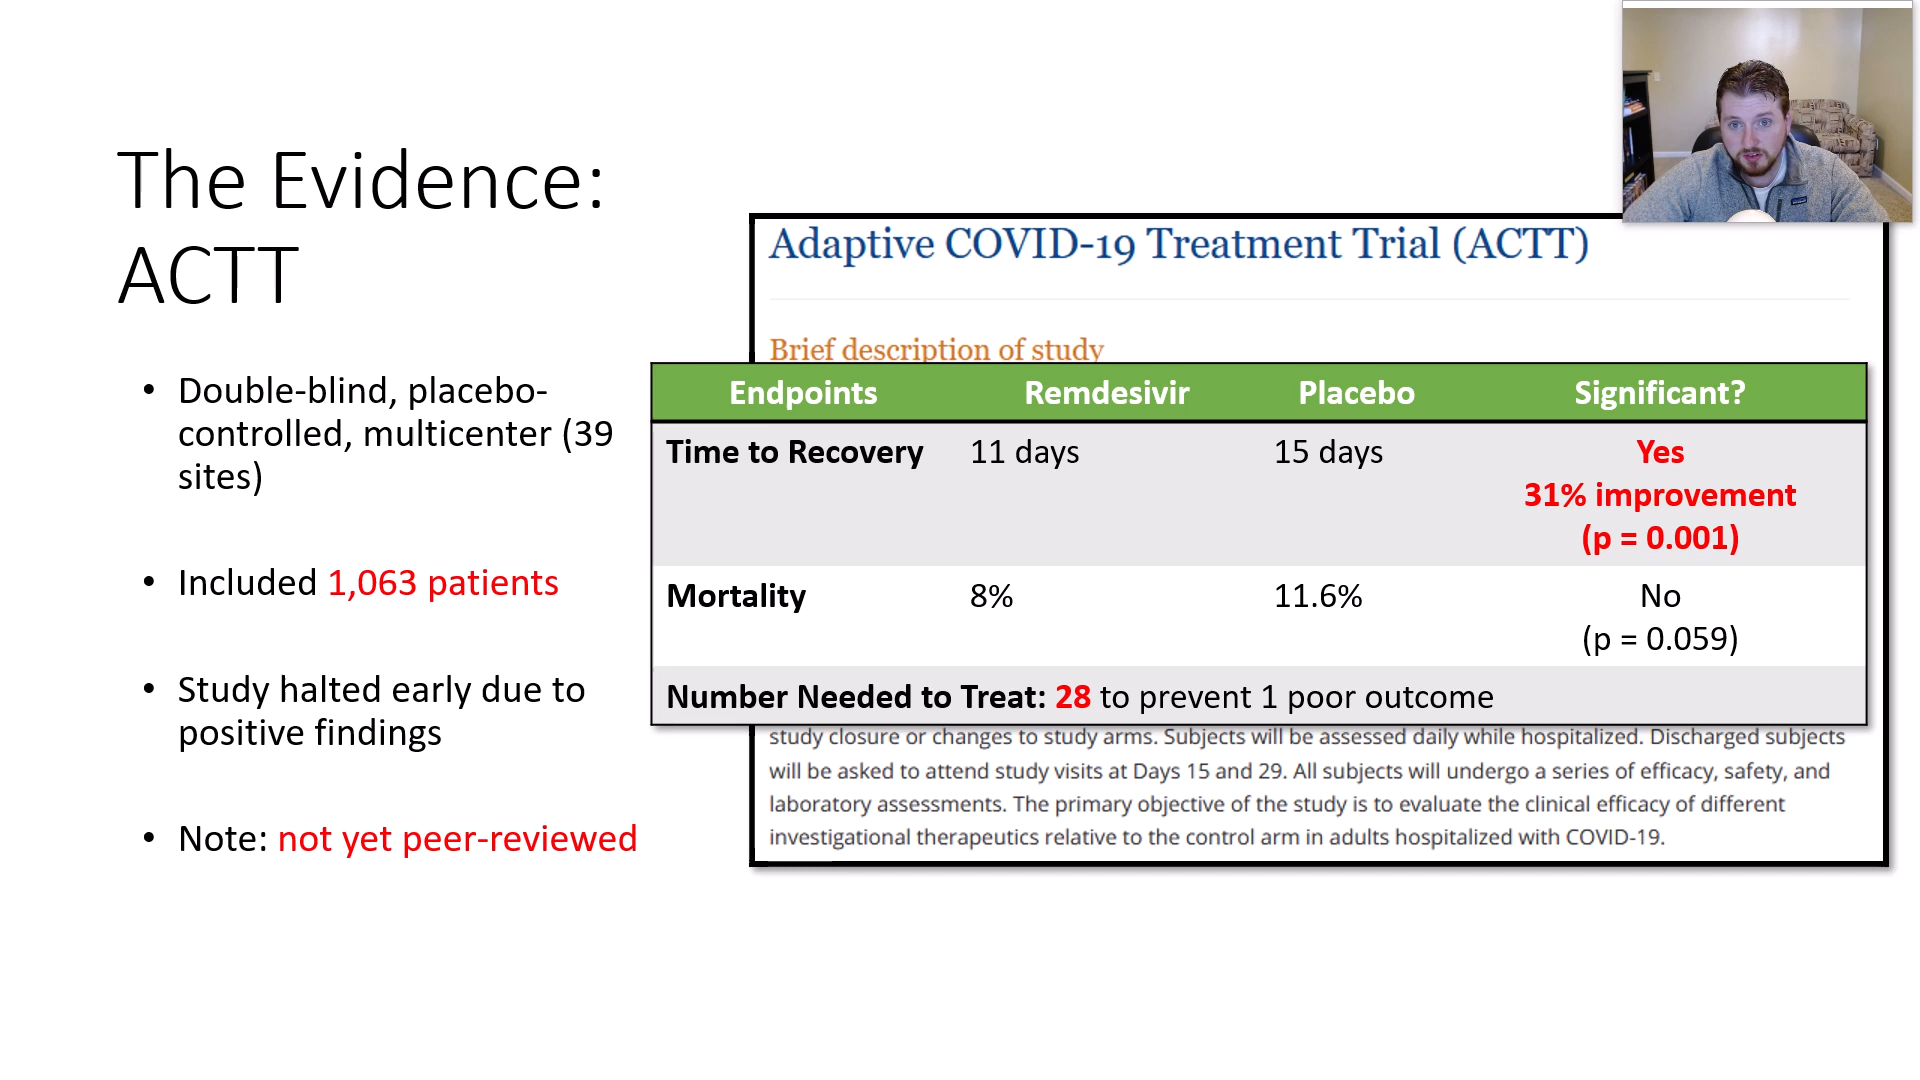 The Evidence:
ACTT
• Double-blind, placebo-
controlled, multicenter (39
sites)
• Included 1,063 patients
• Study halted early due to
positive findings
• Note: not yet peer-reviewed
Adaptive COVID-19 Treatment Trial (ACTT)
Brief description of study
Endpoints Remdesivir Placebo Significant?
Time to Recovery 11 days 15 days Yes
31% improvement
(p = 0.001)
Mortality 8% 11.6% No
(p = 0.059)
Number Needed to Treat: 28 to prevent 1 poor outcome
study closure or changes to study arms. Subjects will be assessed daily while hospitalized. Discharged subjects
will be asked to attend study visits at Days 15 and 29. All subjects will undergo a series of efficacy, safety, and
laboratory assessments. The primary objective of the study is to evaluate the clinical efficacy of different
investigational therapeutics relative to the control arm in adults hospitalized with COVID-19.